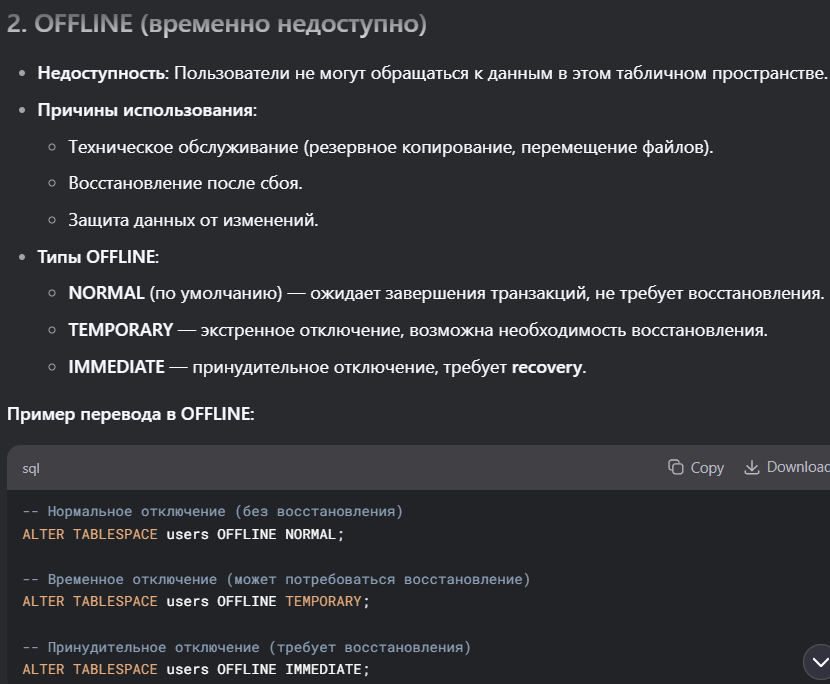 2. OFFLINE (временно недоступно)
Недоступность: Пользователи не могут обращаться к данным в этом табличном пространстве.
Причины использования:
Техническое обслуживание (резервное копирование, перемещение файлов).
Восстановление после сбоя.
Защита данных от изменений.
Типы OFFLINE:
NORMAL (по умолчанию) — ожидает завершения транзакций, не требует восстановления.
TEMPORARY — экстренное отключение, возможна необходимость восстановления.
IMMEDIATE — принудительное отключение, требует recovery.
Пример перевода в OFFLINE:
sql Copy Download
-- Нормальное отключение (без восстановления)
ALTER TABLESPACE users OFFLINE NORMAL;
-- Временное отключение (может потребоваться восстановление)
ALTER TABLESPACE users OFFLINE TEMPORARY;
-- Принудительное отключение (требует восстановления)
ALTER TABLESPACE users OFFLINE IMMEDIATE;